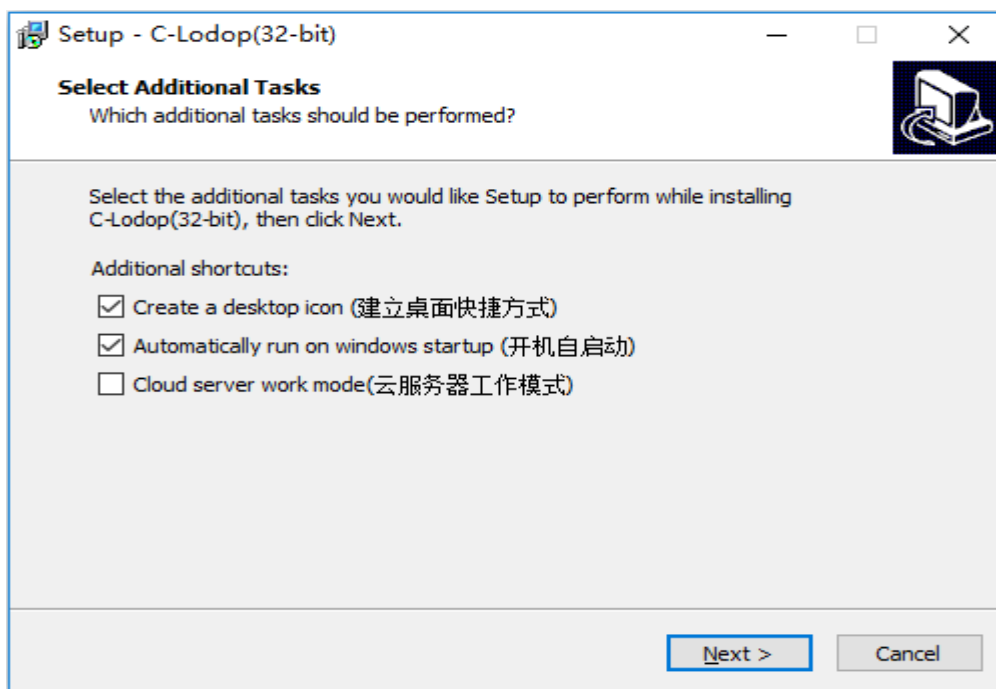 Setup - C-Lodop(32-bit)
Select Additional Tasks
Which additional tasks should be performed?
Select the additional tasks you would like Setup to perform while installing
C-Lodop(32-bit), then click Next.
Additional shortcuts:
Create a desktop icon (建立桌面快捷方式)
Automatically run on windows startup (开机自启动)
Cloud server work mode(云服务器工作模式)
Next >
Cancel